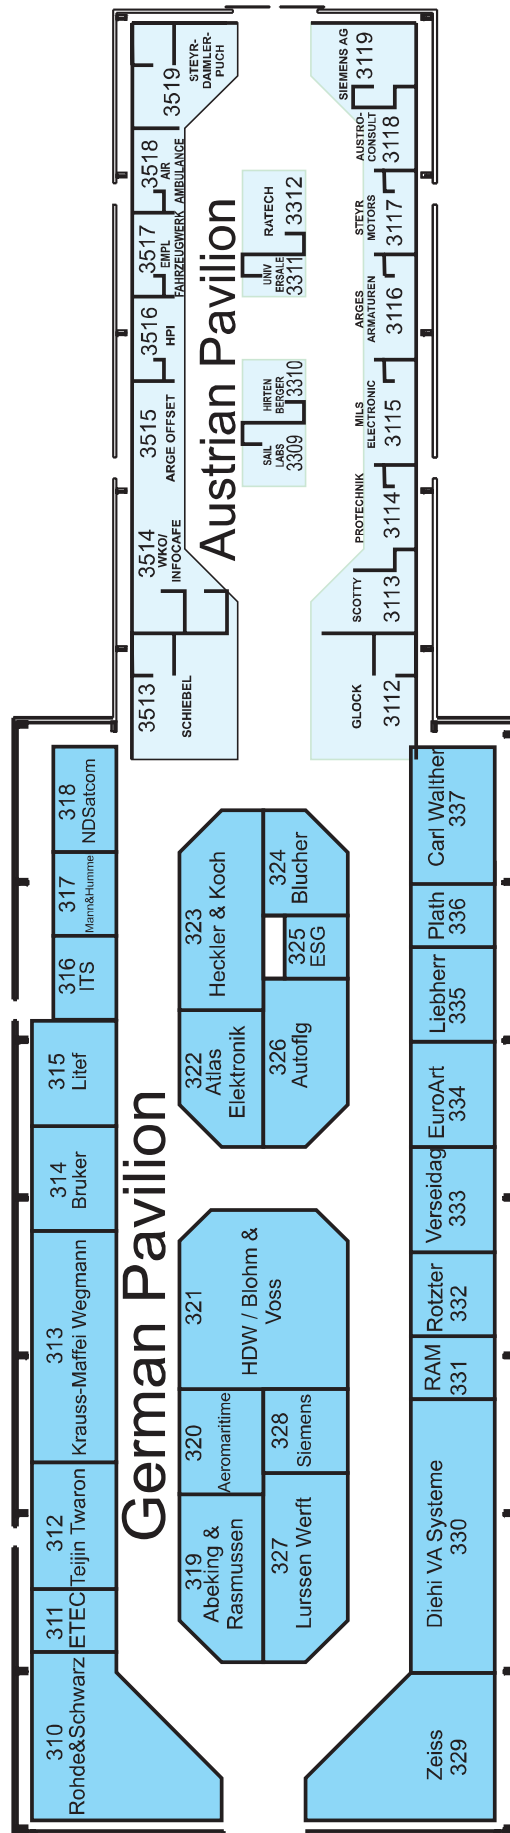 Austrian Pavilion
3519
STEYR-
DAIMLER-
PUCH
3518
AIR
AMBULANCE
3517
EMPL
FAHRZEUGWERK
3516
HPI
3515
ARGE OFFSET
3514
WKO/
INFOCAFE
3513
SCHIEBEL
RATECH
3312
UNIV
ERSALE
3311
HIRTEN
BERGER
3310
SAIL
LABS
3309
SIEMENS AG
3119
AUSTRO-
CONSULT
3118
STEYR
MOTORS
3117
ARGES
ARMATUREN
3116
MILS
ELECTRONIC
3115
PROTECHNIK
3114
SCOTTY
3113
GLOCK
3112
German Pavilion
318
NDSatcom
317
Mann&Humme
316
ITS
315
Litef
314
Bruker
313
Krauss-Maffei Wegmann
312
Teijin Twaron
311
ETEC
310
Rohde&Schwarz
323
Heckler & Koch
324
Blucher
325
ESG
322
Atlas
Elektronik
326
Autoflg
321
HDW / Blohm &
Voss
320
Aeromaritime
328
Siemens
319
Abeking &
Rasmussen
327
Lurssen Werft
Carl Walther
337
Plath
336
Liebherr
335
EuroArt
334
Verseidag
333
Rotzter
332
RAM
331
Diehi VA Systeme
330
Zeiss
329